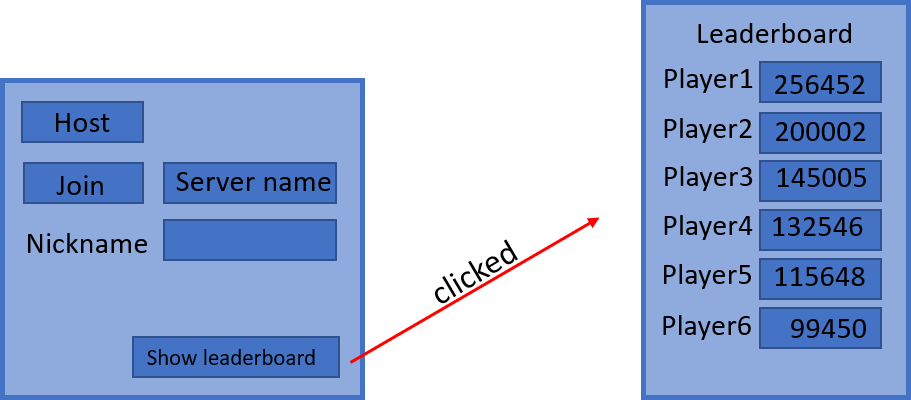 Host
Join
Server name
Nickname
Show leaderboard
clicked
Leaderboard
Player1 256452
Player2 200002
Player3 145005
Player4 132546
Player5 115648
Player6 99450